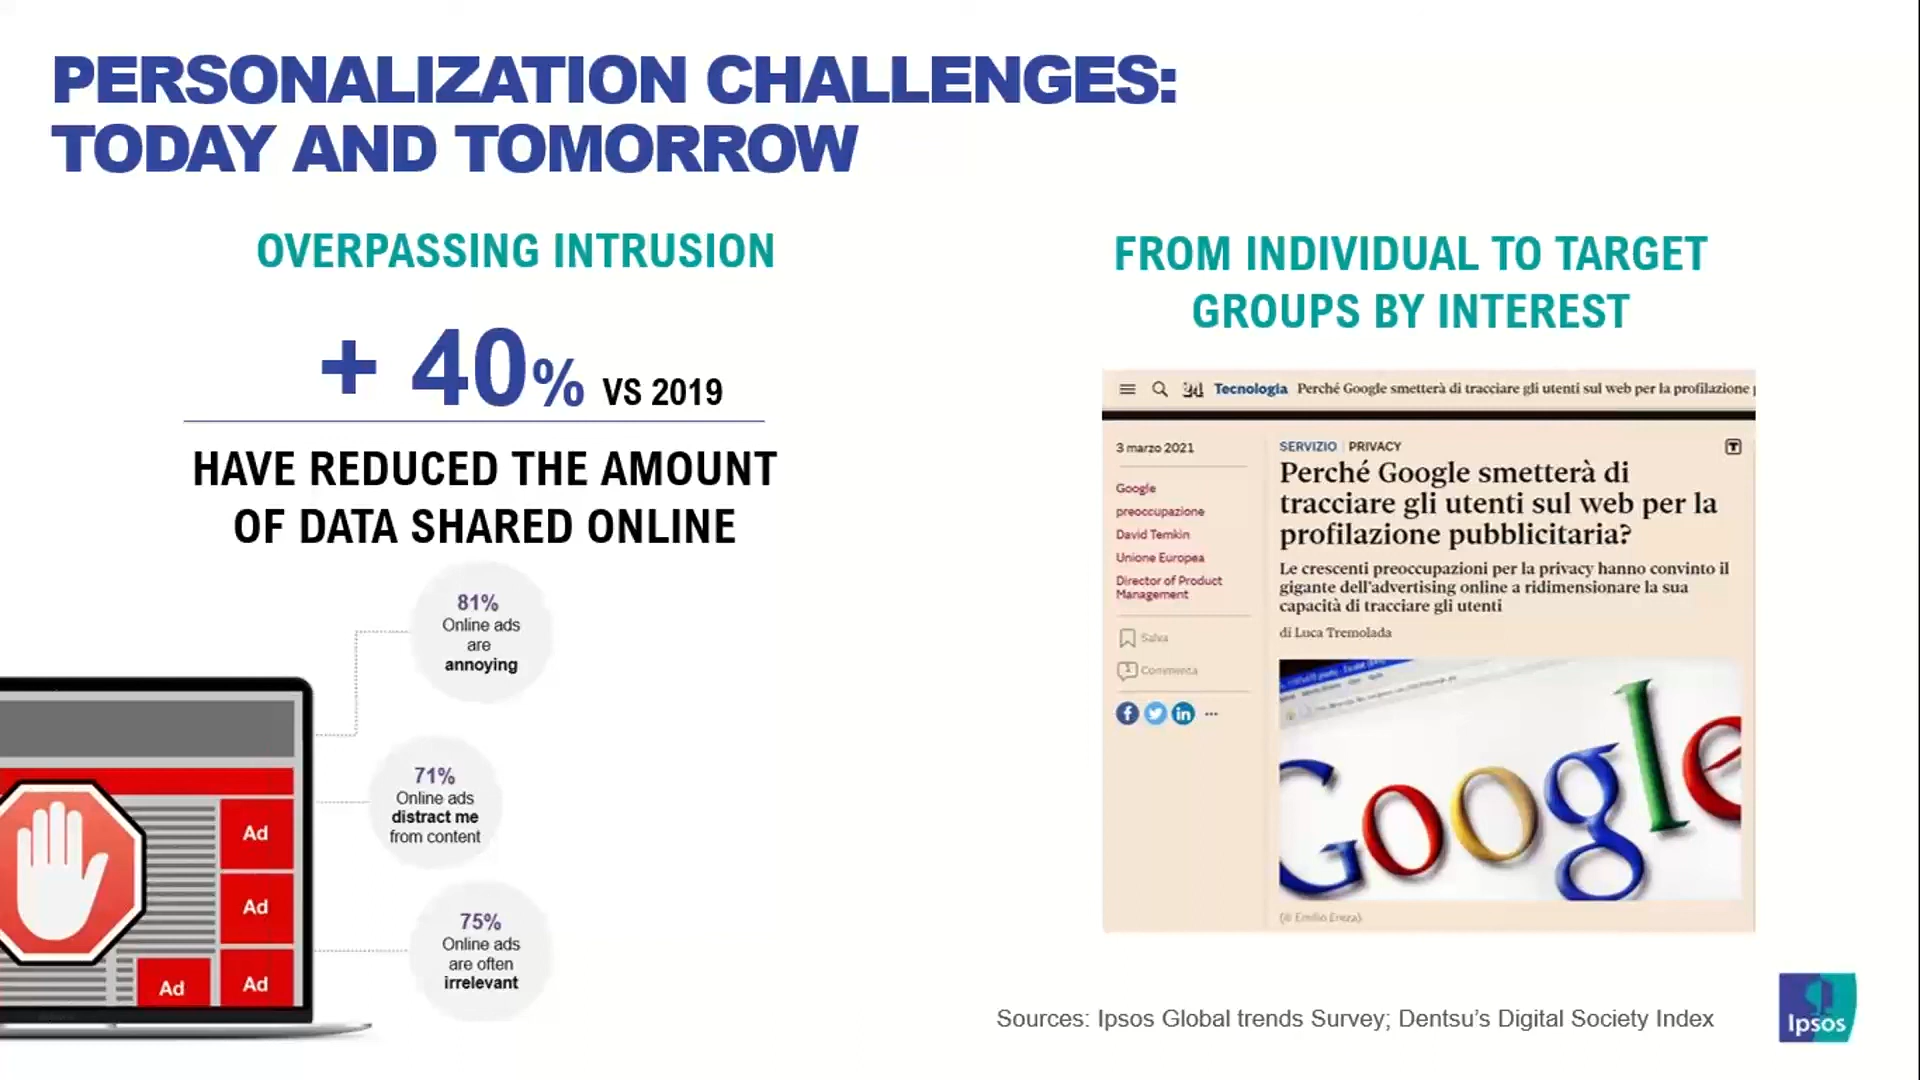 PERSONALIZATION CHALLENGES:
TODAY AND TOMORROW
OVERPASSING INTRUSION
+ 40% VS 2019
HAVE REDUCED THE AMOUNT
OF DATA SHARED ONLINE
81%
Online ads
are
annoying
71%
Online ads
distract me
from content
75%
Online ads
are often
irrelevant
Ad
Ad
Ad
Ad
FROM INDIVIDUAL TO TARGET
GROUPS BY INTEREST
24 Tecnologia Perché Google smetterà di tracciare gli utenti sul web per la profilazione
3 marzo 2021
Google
preoccupazione
David Temkin
Unione Europea
Director of Product
Management
Salva
1 Commenta
SERVIZIO | PRIVACY
Perché Google smetterà di
tracciare gli utenti sul web per la
profilazione pubblicitaria?
Le crescenti preoccupazioni per la privacy hanno convinto il
gigante dell'advertising online a ridimensionare la sua
capacità di tracciare gli utenti
di Luca Tremolada
Google
Sources: Ipsos Global trends Survey; Dentsu's Digital Society Index
Ipsos